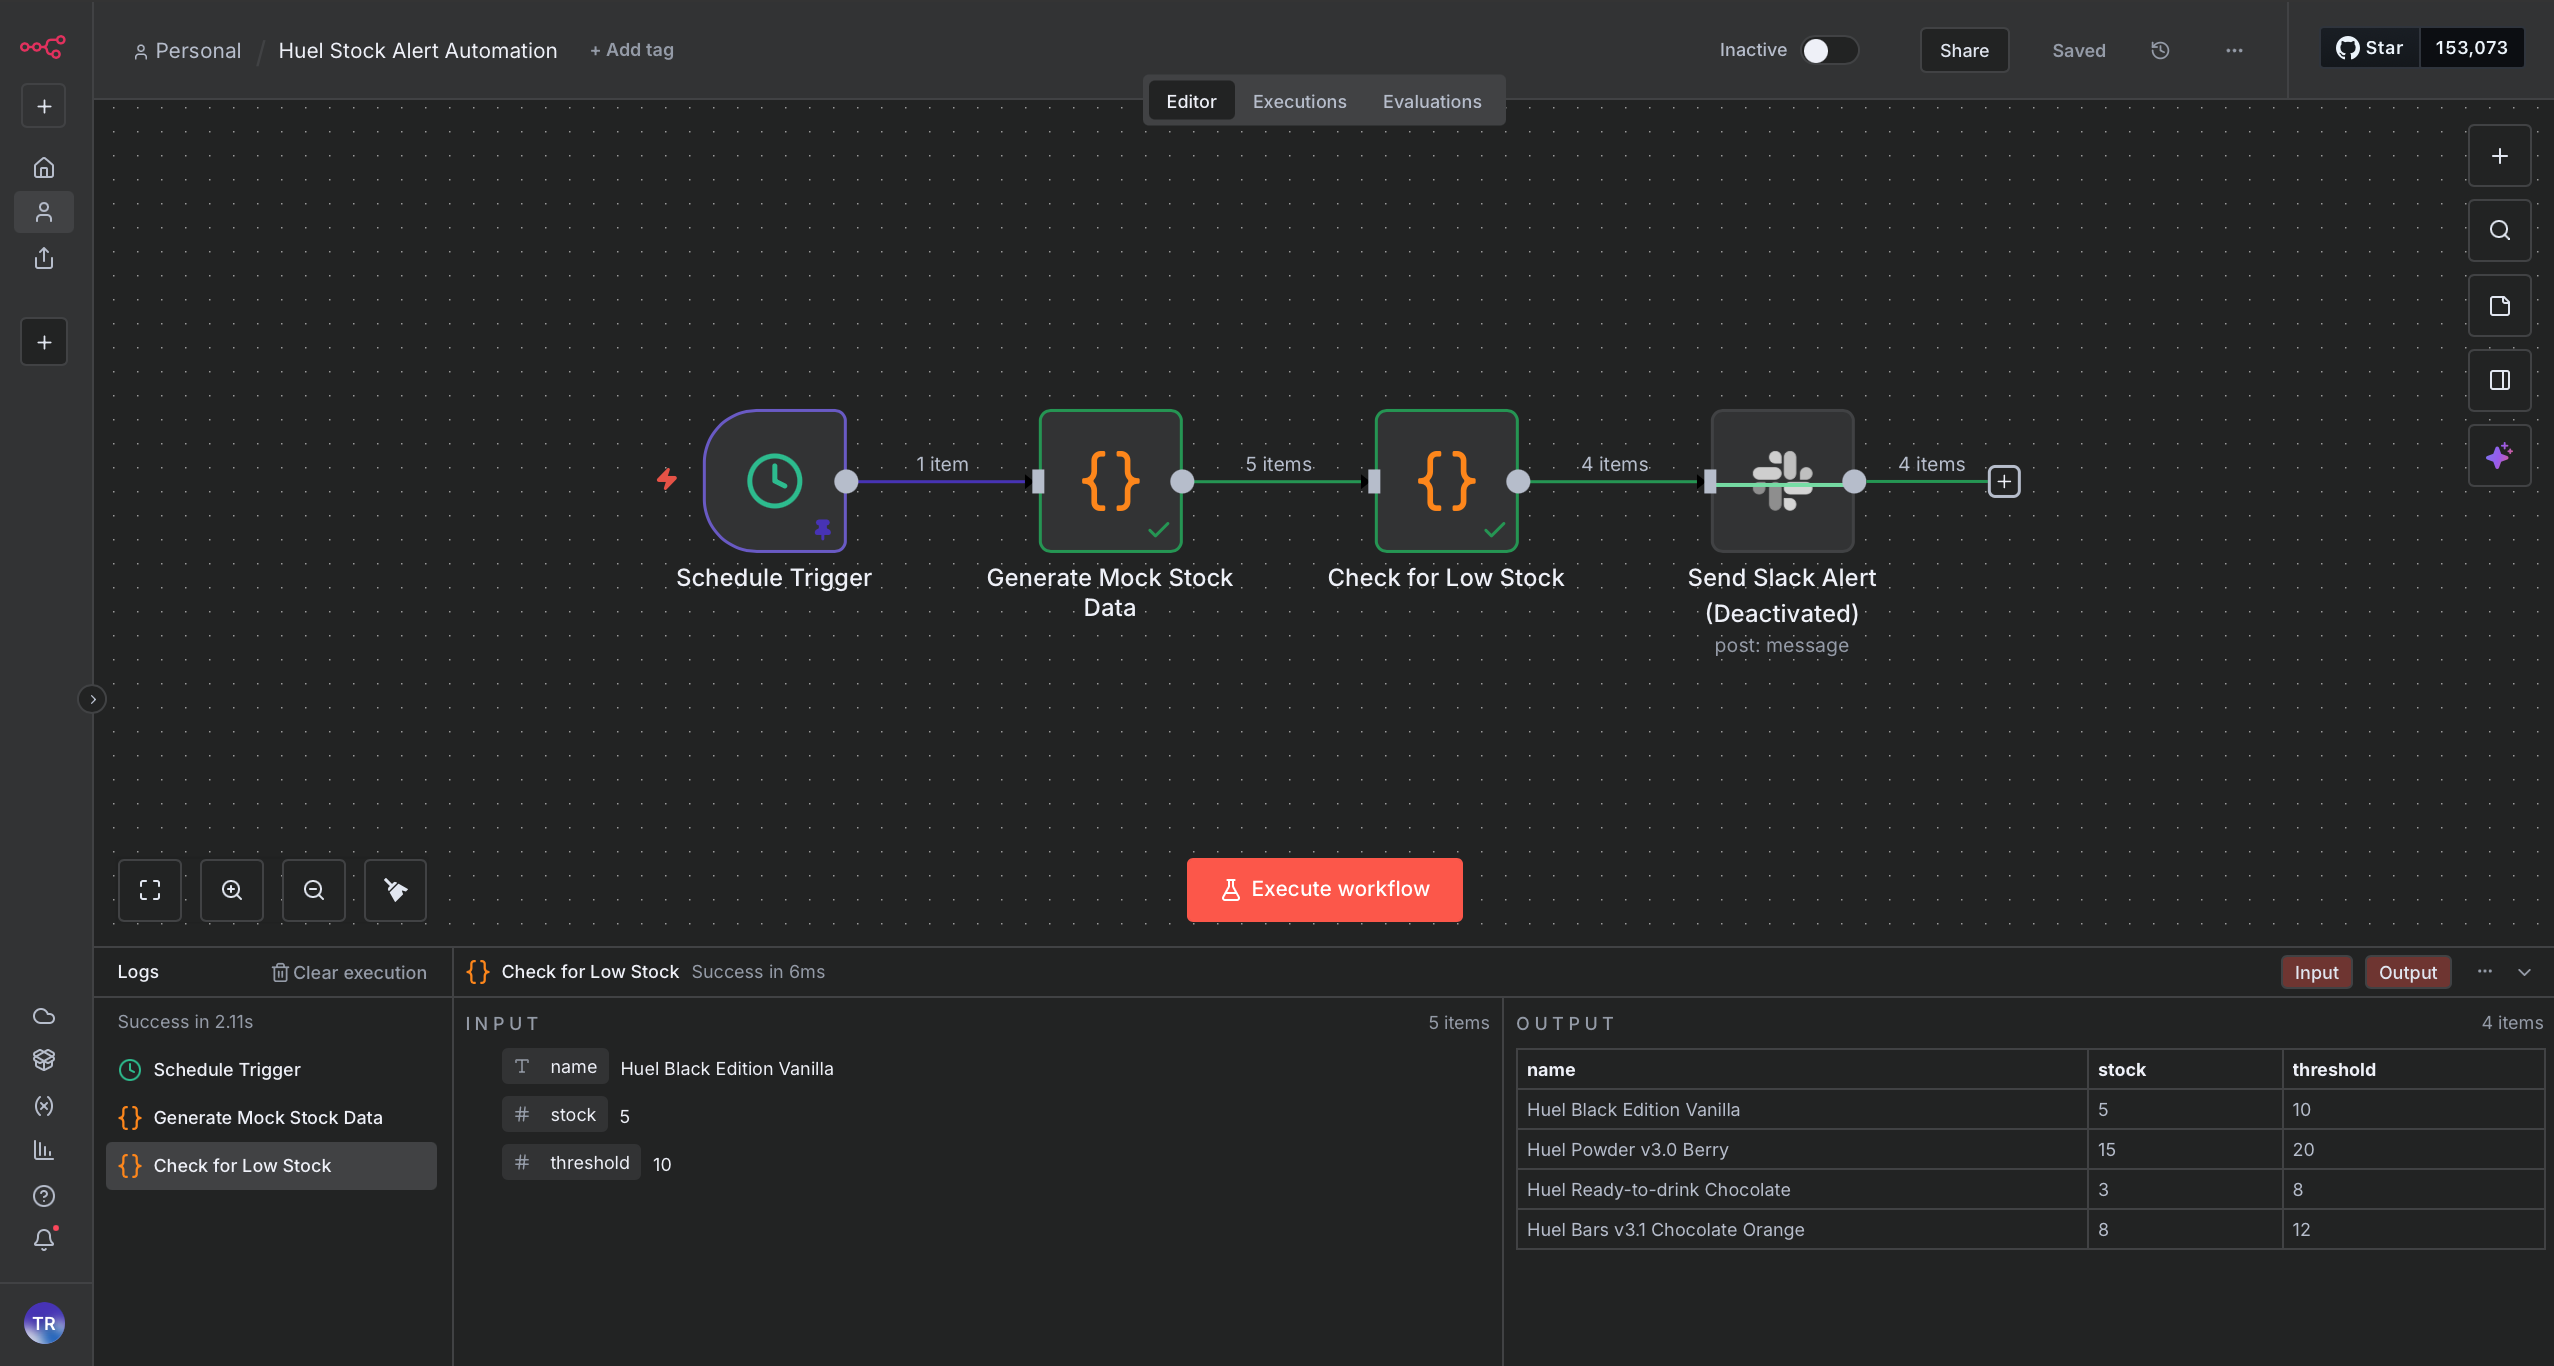 Personal / Huel Stock Alert Automation + Add tag
Inactive Share Saved ... Star 153,073
Editor Executions Evaluations
1 item 5 items 4 items 4 items
Schedule Trigger
Generate Mock Stock
Data
Check for Low Stock
Send Slack Alert
(Deactivated)
post: message
Execute workflow
Logs Clear execution
Check for Low Stock Success in 6ms
Input Output ...
Success in 2.11s
Schedule Trigger
Generate Mock Stock Data
Check for Low Stock
INPUT 5 items
T name Huel Black Edition Vanilla
# stock 5
# threshold 10
OUTPUT 4 items
name stock threshold
Huel Black Edition Vanilla 5 10
Huel Powder v3.0 Berry 15 20
Huel Ready-to-drink Chocolate 3 8
Huel Bars v3.1 Chocolate Orange 8 12
TR